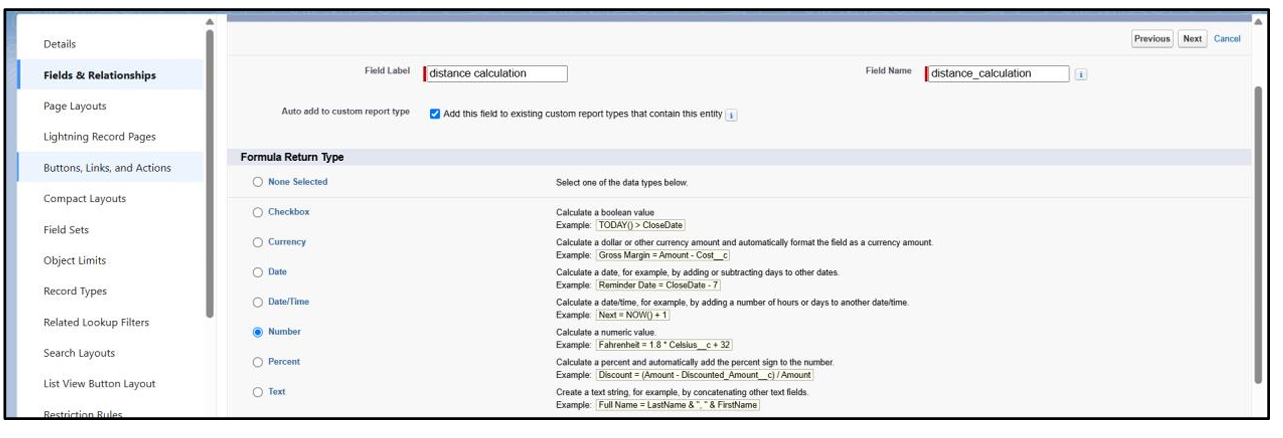 Details
Fields & Relationships
Page Layouts
Lightning Record Pages
Buttons, Links, and Actions
Compact Layouts
Field Sets
Object Limits
Record Types
Related Lookup Filters
Search Layouts
List View Button Layout
Restriction Rules
Previous Next Cancel
Field Label distance calculation Field Name distance_calculation i
Auto add to custom report type Add this field to existing custom report types that contain this entity i
Formula Return Type
None Selected Select one of the data types below.
Checkbox Calculate a boolean value
Example: TODAY() > CloseDate
Currency Calculate a dollar or other currency amount and automatically format the field as a currency amount.
Example: Gross Margin = Amount - Cost__c
Date Calculate a date, for example, by adding or subtracting days to other dates.
Example: Reminder Date = CloseDate - 7
Date/Time Calculate a date/time, for example, by adding a number of hours or days to another date/time.
Example: Next = NOW() + 1
Number Calculate a numeric value.
Example: Fahrenheit = 1.8 * Celsius__c + 32
Percent Calculate a percent and automatically add the percent sign to the number.
Example: Discount = (Amount - Discounted_Amount__c) / Amount
Text Create a text string, for example, by concatenating other text fields.
Example: Full Name = LastName & ", " & FirstName